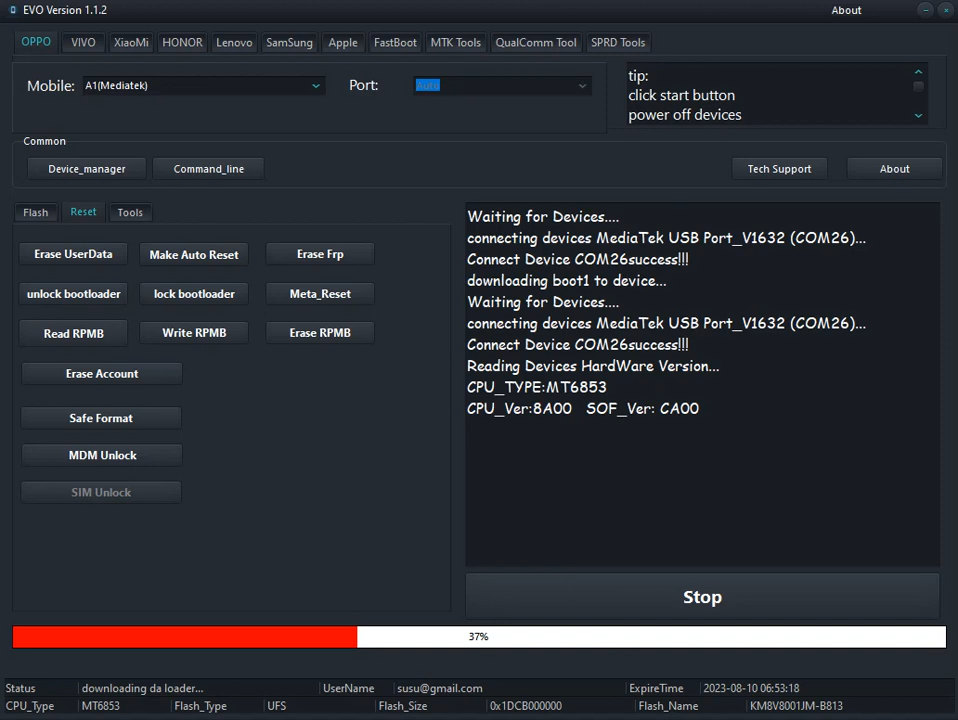 EVO Version 1.1.2
About
OPPO VIVO XiaoMi HONOR Lenovo SamSung Apple FastBoot MTK Tools QualComm Tool SPRD Tools
Mobile: A1(Mediatek) Port: Auto
tip:
click start button
power off devices
Common
Device_manager Command_line Tech Support About
Flash Reset Tools
Erase UserData Make Auto Reset Erase Frp
unlock bootloader lock bootloader Meta_Reset
Read RPMB Write RPMB Erase RPMB
Erase Account
Safe Format
MDM Unlock
SIM Unlock
Waiting for Devices....
connecting devices MediaTek USB Port_V1632 (COM26)...
Connect Device COM26success!!!
downloading boot1 to device...
Waiting for Devices....
connecting devices MediaTek USB Port_V1632 (COM26)...
Connect Device COM26success!!!
Reading Devices HardWare Version...
CPU_TYPE:MT6853
CPU_Ver:8A00 SOF_Ver: CA00
Stop
37%
Status downloading da loader... UserName susu@gmail.com ExpireTime 2023-08-10 06:53:18
CPU_Type MT6853 Flash_Type UFS Flash_Size 0x1DCB000000 Flash_Name KM8V8001JM-B813